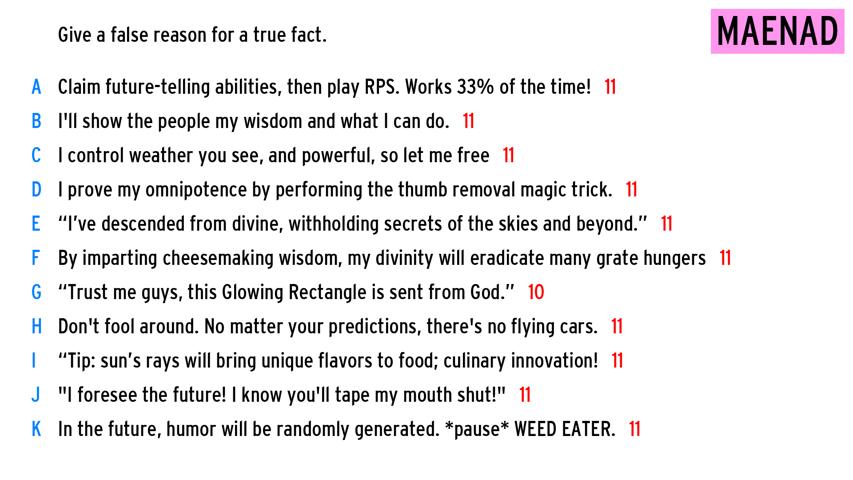 Give a false reason for a true fact.
MAENAD
A Claim future-telling abilities, then play RPS. Works 33% of the time! 11
B I'll show the people my wisdom and what I can do. 11
C I control weather you see, and powerful, so let me free 11
D I prove my omnipotence by performing the thumb removal magic trick. 11
E “I’ve descended from divine, withholding secrets of the skies and beyond.” 11
F By imparting cheesemaking wisdom, my divinity will eradicate many grate hungers 11
G “Trust me guys, this Glowing Rectangle is sent from God.” 10
H Don't fool around. No matter your predictions, there's no flying cars. 11
I “Tip: sun’s rays will bring unique flavors to food; culinary innovation! 11
J "I foresee the future! I know you'll tape my mouth shut!" 11
K In the future, humor will be randomly generated. *pause* WEED EATER. 11